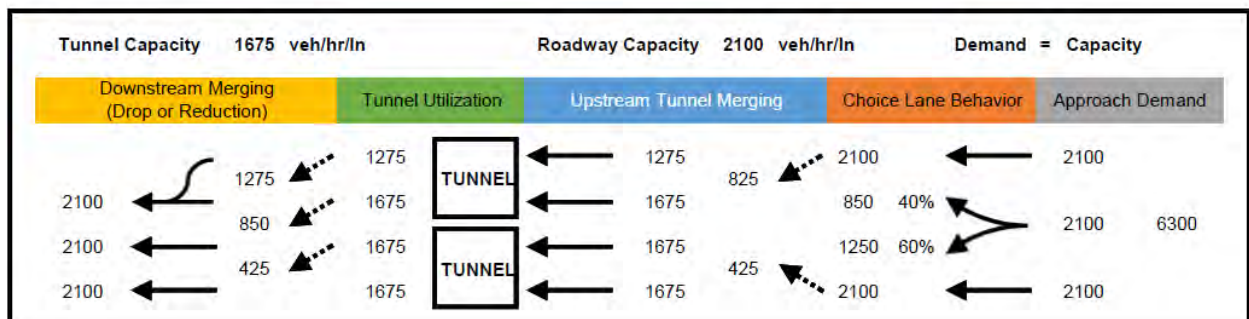 Tunnel Capacity 1675 veh/hr/ln Roadway Capacity 2100 veh/hr/ln Demand = Capacity
Downstream Merging
(Drop or Reduction)
Tunnel Utilization
Upstream Tunnel Merging
Choice Lane Behavior
Approach Demand
1275 1275 2100 2100
1275 TUNNEL 825
2100 1675 1675 850 40%
850 2100 6300
2100 1675 1675 1250 60%
425 TUNNEL 425
2100 1675 1675 2100 2100